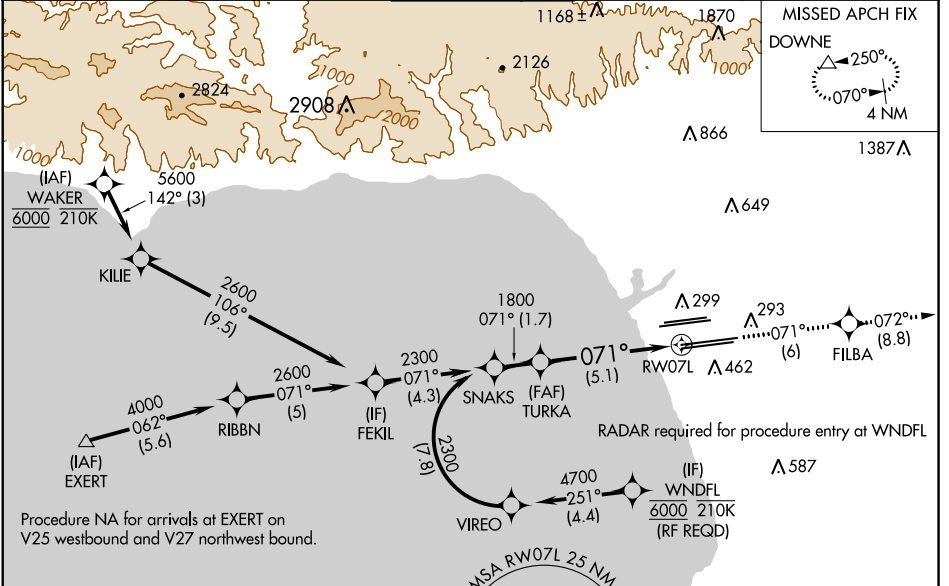 MISSED APCH FIX
DOWNE
250°
070°
4 NM
1168 ±
1870
2126
1000
1000
2824
2908
2000
1000
866
1387
649
(IAF)
WAKER
6000 210K
5600
142° (3)
KILIE
2600
106°
(9.5)
1800
071° (1.7)
299
293
071°
(6)
072°
(8.8)
FILBA
RW07L
462
071°
(5.1)
2300
071°
(4.3)
SNAKS
(FAF)
TURKA
2600
071°
(5)
(IF)
FEKIL
RIBBN
4000
062°
(5.6)
(IAF)
EXERT
2300
(7.8)
RADAR required for procedure entry at WNDFL
587
4700
251°
(4.4)
(IF)
WNDFL
6000 210K
(RF REQD)
VIREO
Procedure NA for arrivals at EXERT on
V25 westbound and V27 northwest bound.
MSA RW07L 25 NM